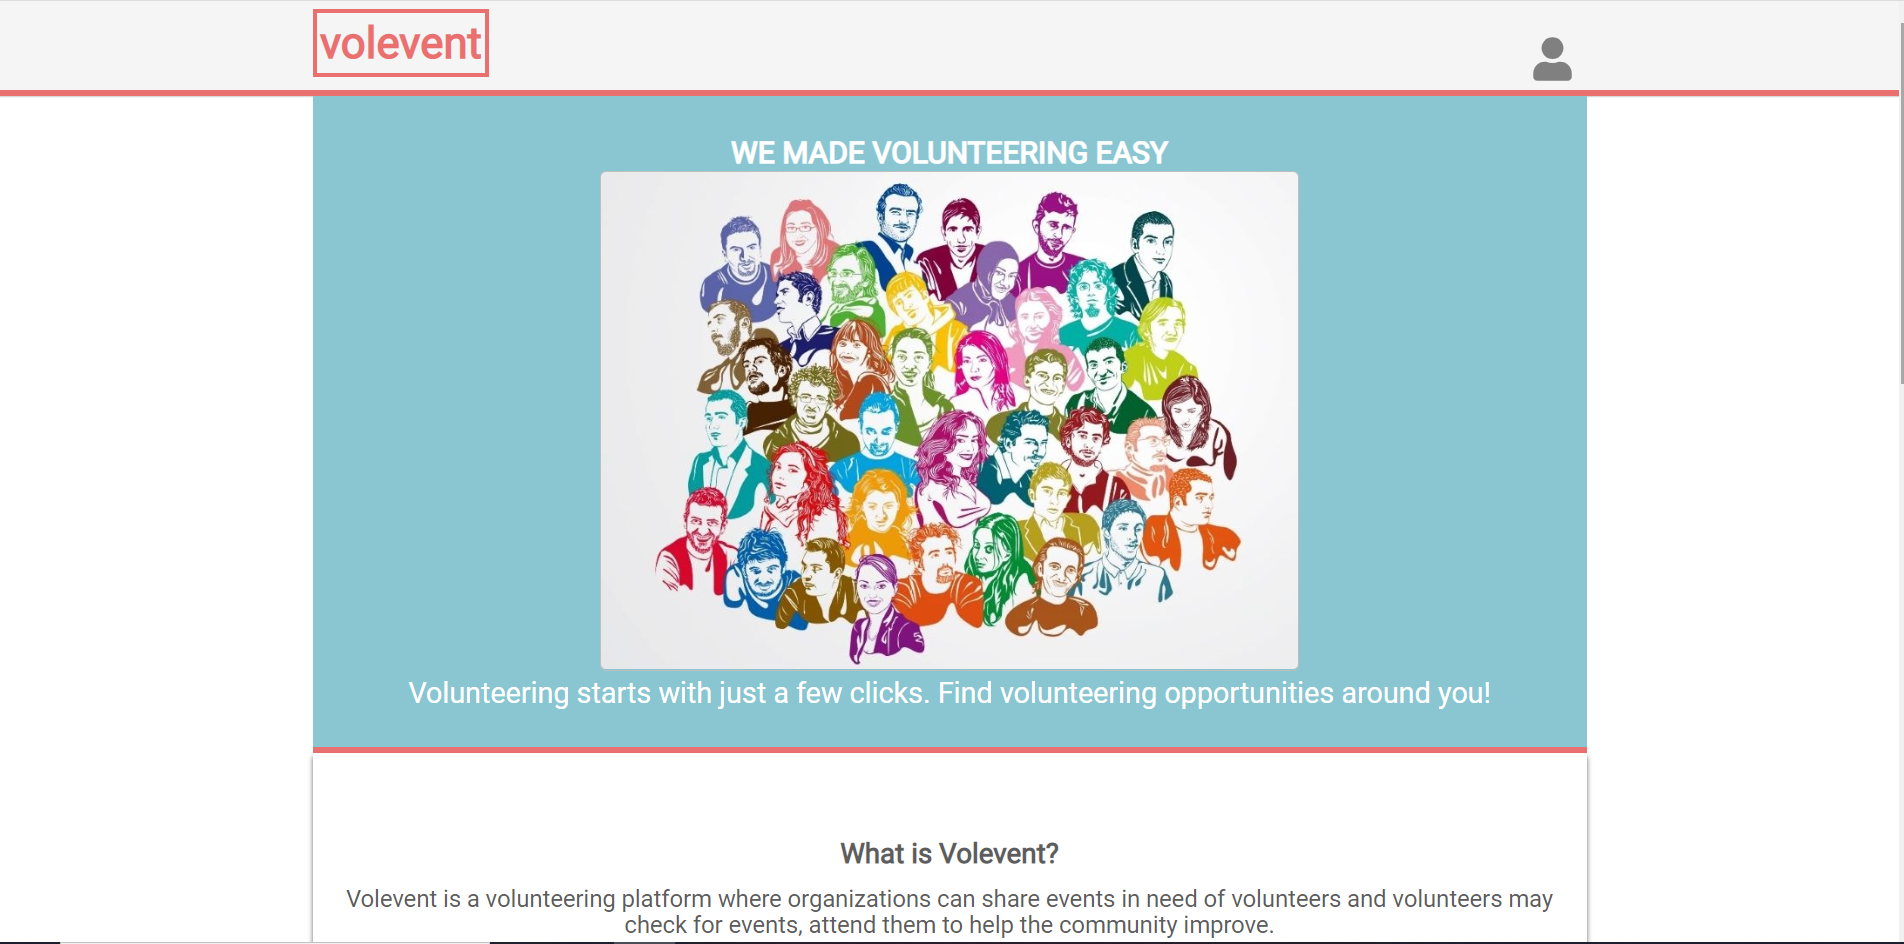 volevent
WE MADE VOLUNTEERING EASY
Volunteering starts with just a few clicks. Find volunteering opportunities around you!
What is Volevent?
Volevent is a volunteering platform where organizations can share events in need of volunteers and volunteers may
check for events, attend them to help the community improve.